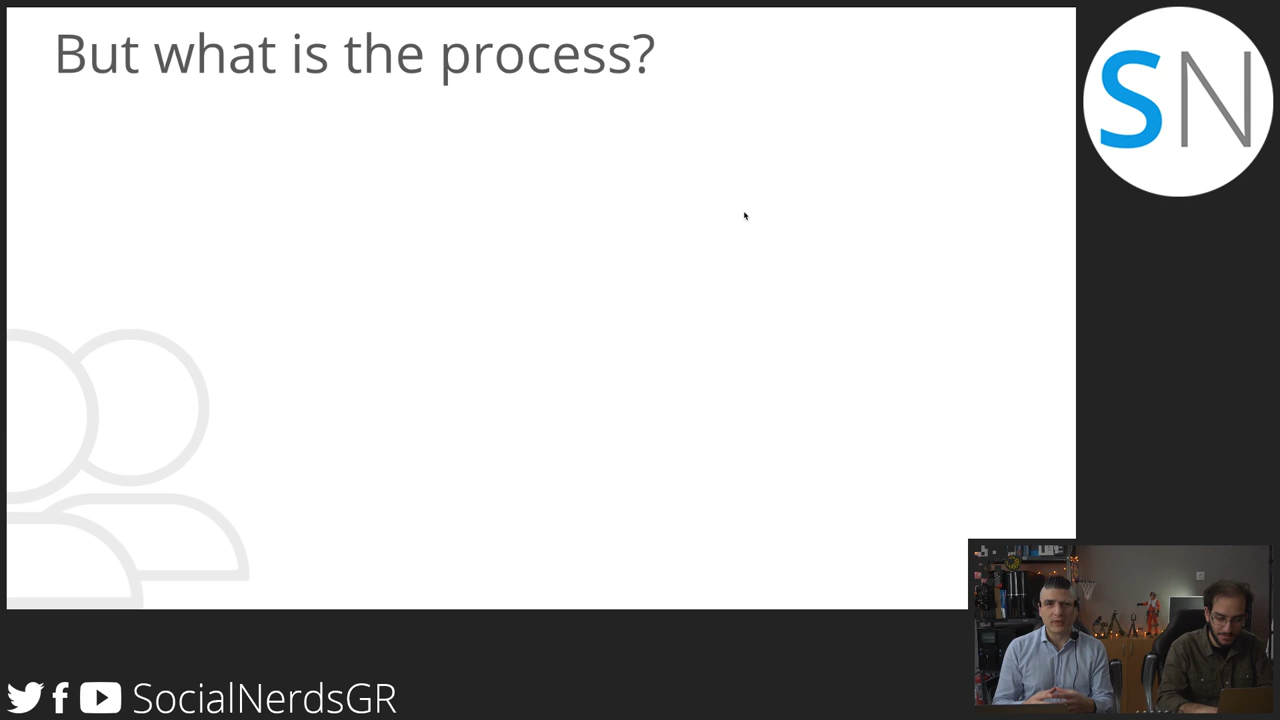 But what is the process?
SN
SocialNerdsGR